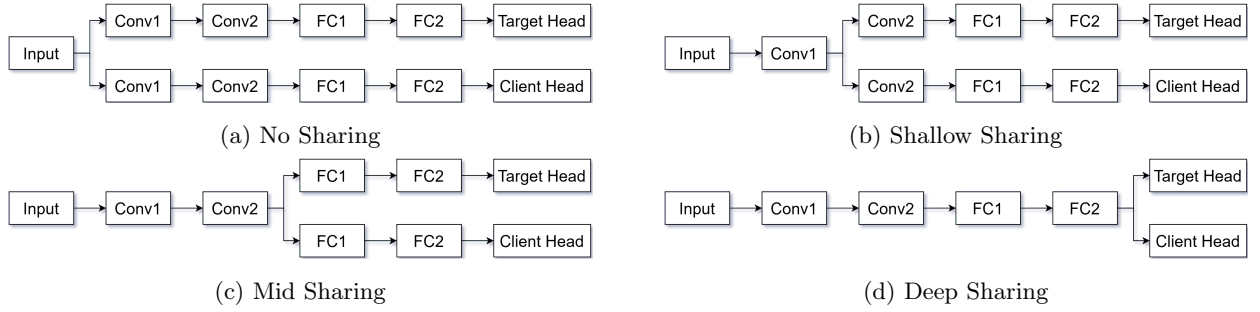 Conv1 Conv2 FC1 FC2 Target Head
Input
Conv1 Conv2 FC1 FC2 Client Head
(a) No Sharing
Conv2 FC1 FC2 Target Head
Input Conv1
Conv2 FC1 FC2 Client Head
(b) Shallow Sharing
FC1 FC2 Target Head
Input Conv1 Conv2
FC1 FC2 Client Head
(c) Mid Sharing
Target Head
Input Conv1 Conv2 FC1 FC2
Client Head
(d) Deep Sharing